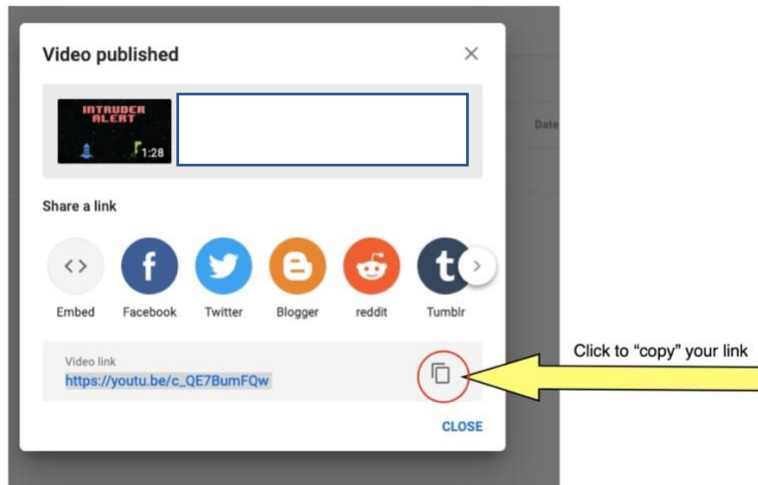 Video published
INTRUDER
ALERT
1:28
Date
Share a link
Embed
Facebook
Twitter
Blogger
reddit
Tumblr
Click to “copy” your link
Video link
https://youtu.be/c_QE7BumFQw
CLOSE